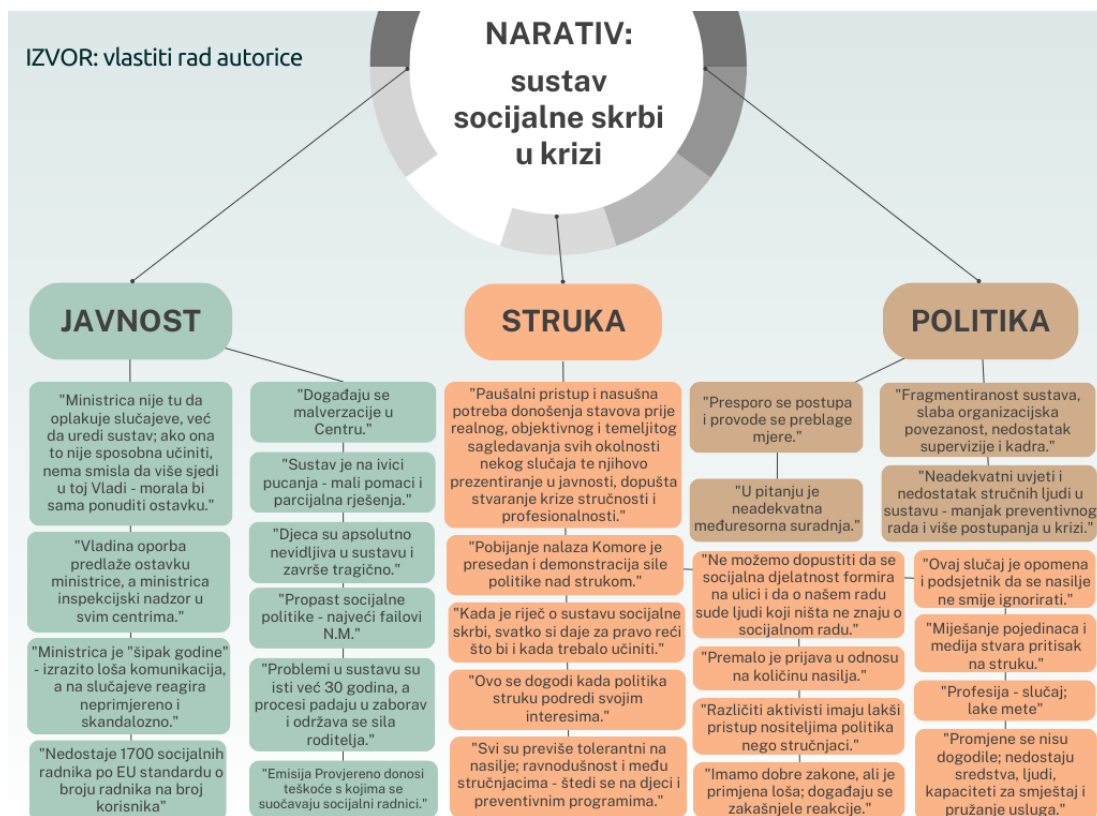 IZVOR: vlastiti rad autorice
NARATIV:
sustav
socijalne skrbi
u krizi
JAVNOST
"Ministrica nije tu da
oplakuje slučajeve, već
da uredi sustav; ako ona
to nije sposobna učiniti,
nema smisla da više sjedi
u toj Vladi - morala bi
sama ponuditi ostavku."
"Vladina oporba
predlaže ostavku
ministrice, a ministrica
inspekcijski nadzor u
svim centrima."
"Ministrica je "šipak godine"
- izrazito loša komunikacija,
a na slučajeve reagira
neprimjereno i
skandalozno."
"Nedostaje 1700 socijalnih
radnika po EU standardu o
broju radnika na broj
korisnika"
"Događaju se
malverzacije u
Centru."
"Sustav je na ivici
pucanja - mali pomaci i
parcijalna rješenja."
"Djeca su apsolutno
nevidljiva u sustavu i
završe tragično."
"Propast socijalne
politike - najveći failovi
N.M."
"Problemi u sustavu su
isti već 30 godina, a
procesi padaju u zaborav
i održava se sila
roditelja."
"Emisija Provjereno donosi
teškoće s kojima se
suočavaju socijalni radnici."
STRUKA
"Paušalni pristup i nasušna
potreba donošenja stavova prije
realnog, objektivnog i temeljitog
sagledavanja svih okolnosti
nekog slučaja te njihovo
prezentiranje u javnosti, dopušta
stvaranje krize stručnosti i
profesionalnosti."
"Pobijanje nalaza Komore je
presedan i demonstracija sile
politike nad strukom."
"Kada je riječ o sustavu socijalne
skrbi, svatko si daje za pravo reći
što bi i kada trebalo učiniti."
"Ovo se dogodi kada politika
struku podredi svojim
interesima."
"Svi su previše tolerantni na
nasilje; ravnodušnost i među
stručnjacima - štedi se na djeci i
preventivnim programima."
"Ne možemo dopustiti da se
socijalna djelatnost formira
na ulici i da o našem radu
sude ljudi koji ništa ne znaju o
socijalnom radu."
"Premalo je prijava u odnosu
na količinu nasilja."
"Različiti aktivisti imaju lakši
pristup nositeljima politika
nego stručnjaci."
"Imamo dobre zakone, ali je
primjena loša; događaju se
zakašnjele reakcije."
"Ovaj slučaj je opomena
i podsjetnik da se nasilje
ne smije ignorirati."
"Miješanje pojedinaca i
medija stvara pritisak
na struku."
"Profesija - slučaj;
lake mete"
"Promjene se nisu
dogodile; nedostaju
sredstva, ljudi,
kapaciteti za smještaj i
pružanje usluga."
POLITIKA
"Presporo se postupa
i provode se preblage
mjere."
"U pitanju je
neadekvatna
međuresorna suradnja."
"Fragmentiranost sustava,
slaba organizacijska
povezanost, nedostatak
supervizije i kadra."
"Neadekvatni uvjeti i
nedostatak stručnih ljudi u
sustavu - manjak preventivnog
rada i više postupanja u krizi."